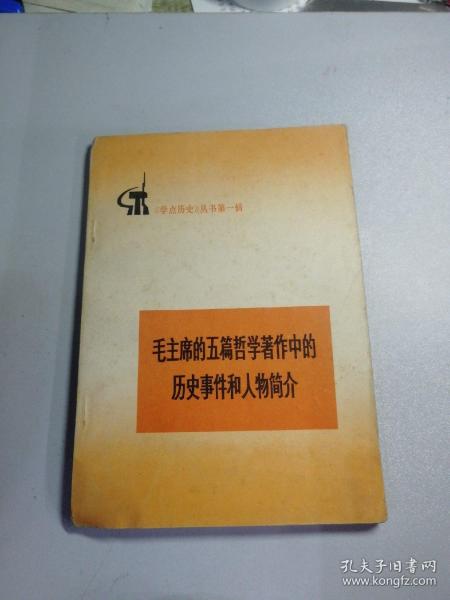 《学点历史》丛书第一辑
毛主席的五篇哲学著作中的
历史事件和人物简介
孔夫子旧书网
www.kongfz.com